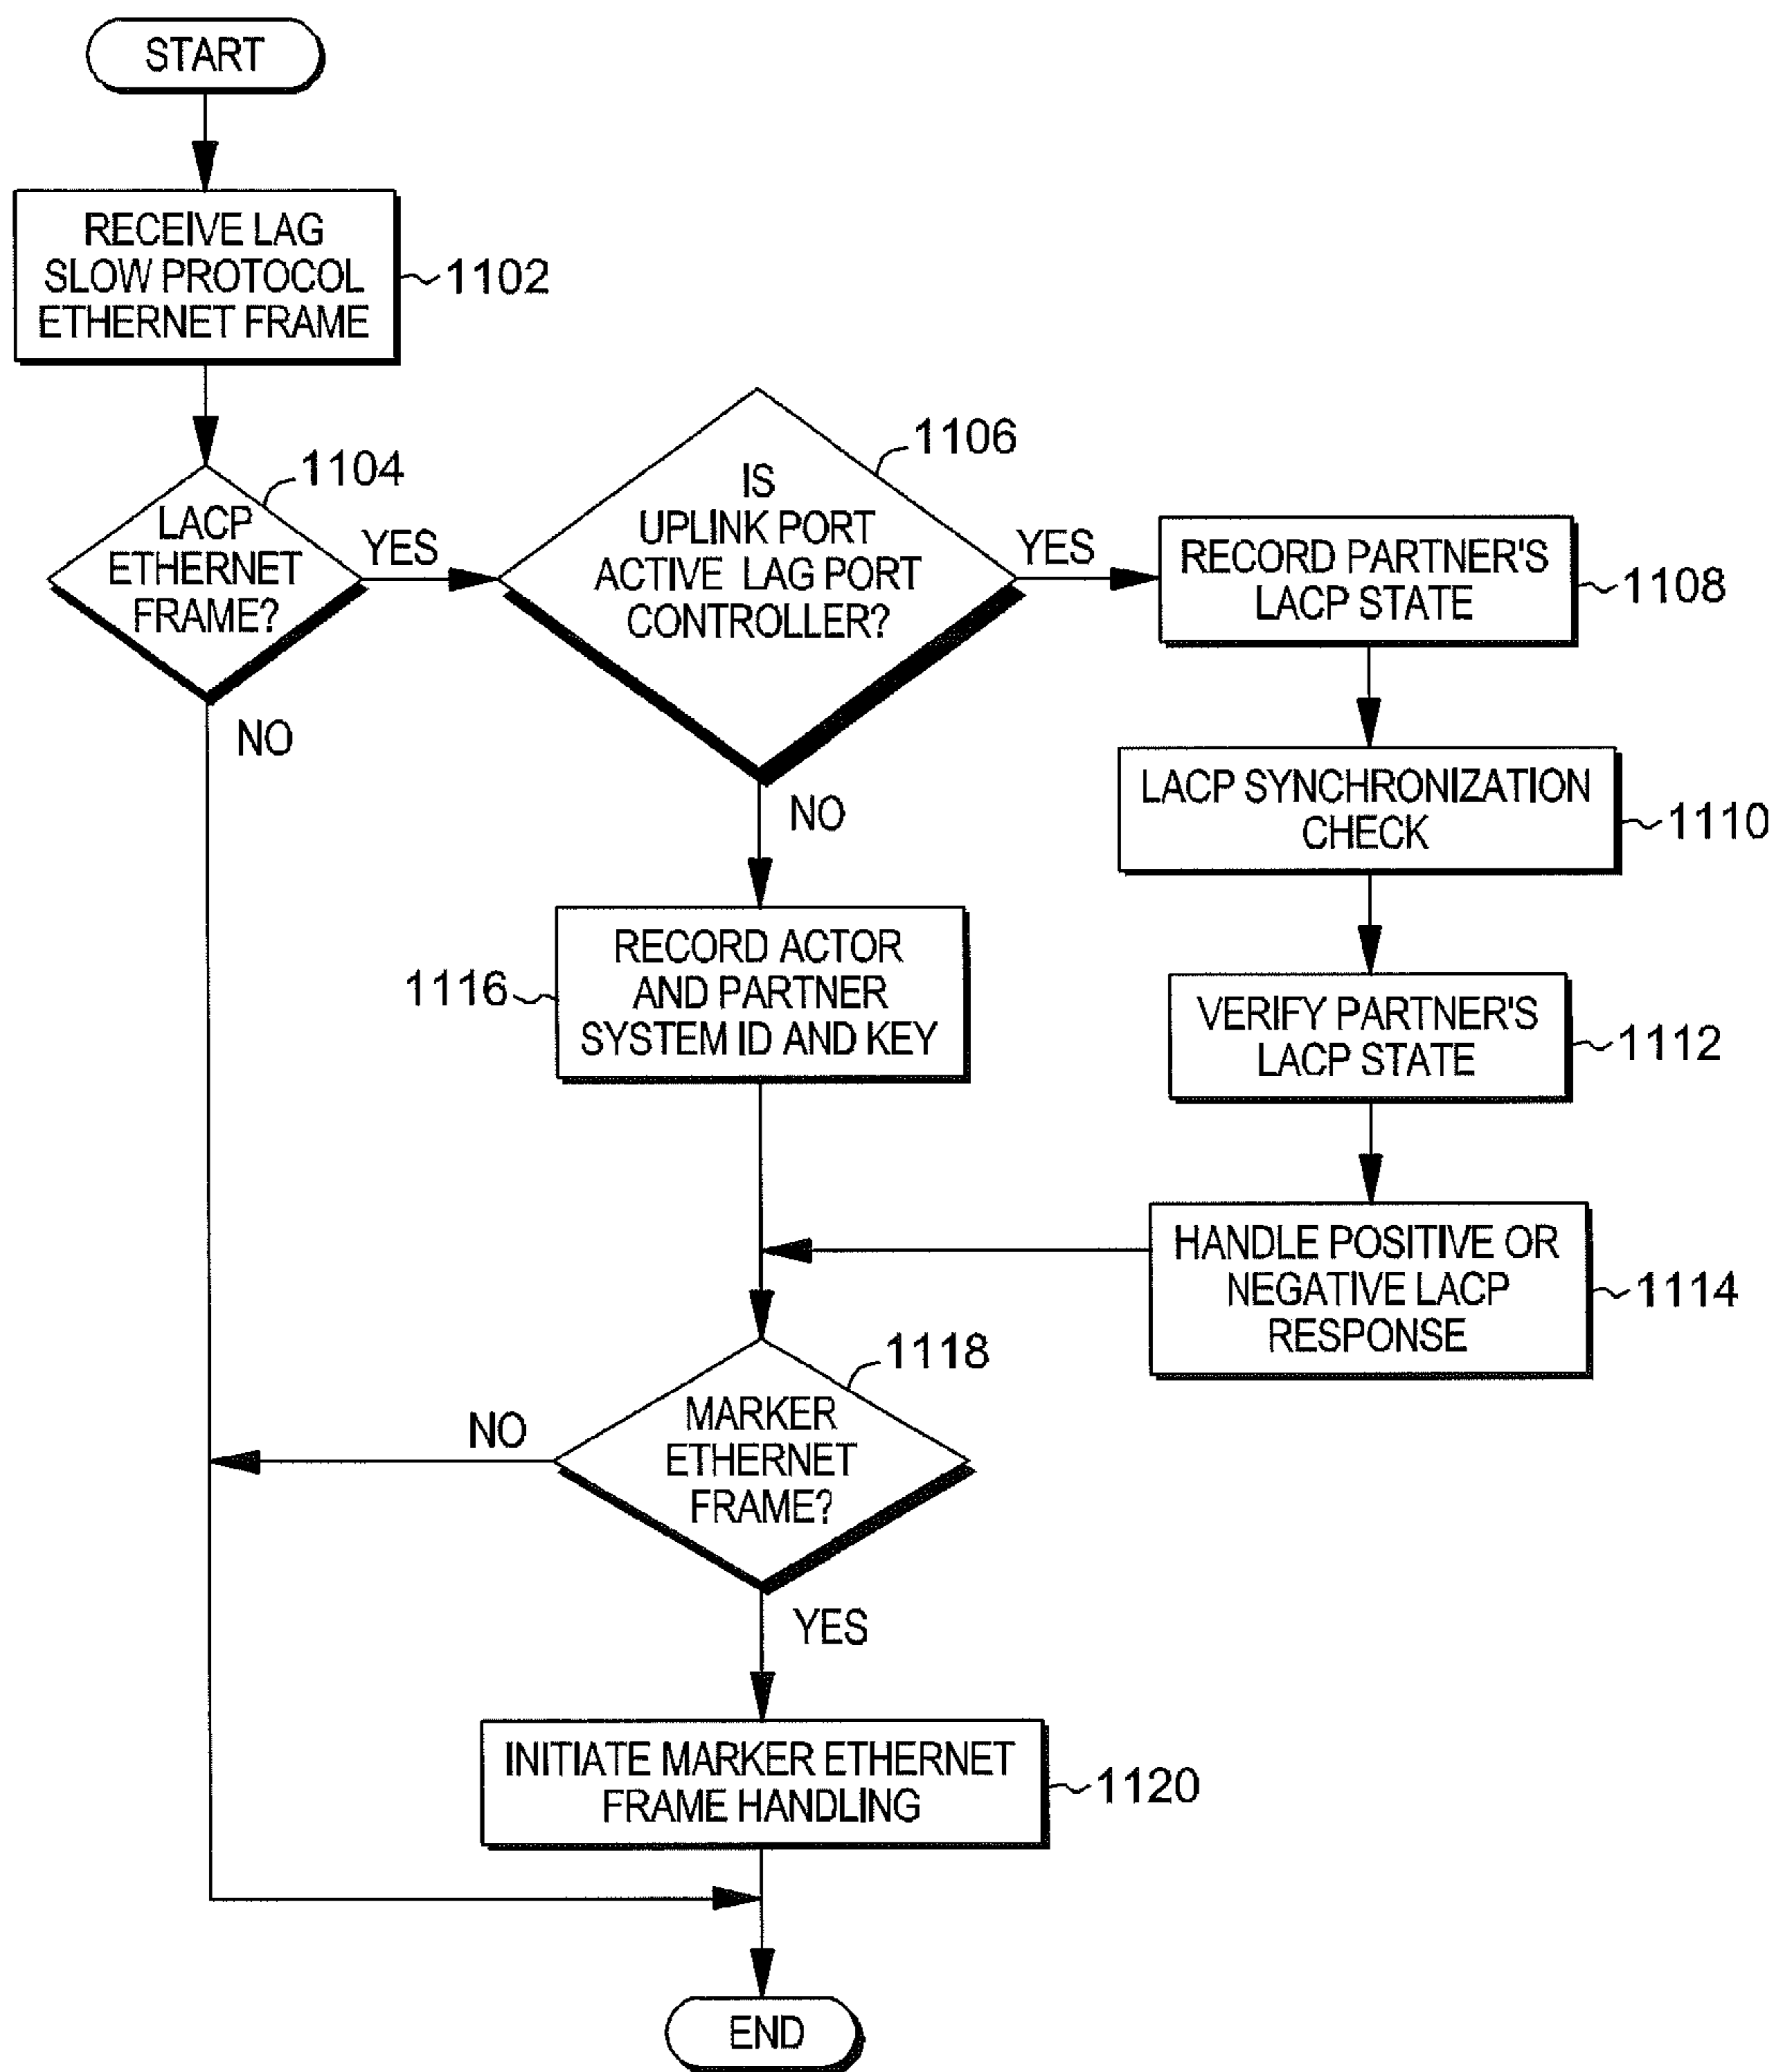 START
RECEIVE LAG
SLOW PROTOCOL
ETHERNET FRAME
1102
1104
LACP
ETHERNET
FRAME?
YES
NO
1106
IS
UPLINK PORT
ACTIVE LAG PORT
CONTROLLER?
YES
NO
RECORD PARTNER'S
LACP STATE
1108
LACP SYNCHRONIZATION
CHECK
1110
RECORD ACTOR
AND PARTNER
SYSTEM ID AND KEY
1116
VERIFY PARTNER'S
LACP STATE
1112
HANDLE POSITIVE OR
NEGATIVE LACP
RESPONSE
1114
1118
MARKER
ETHERNET
FRAME?
NO
YES
INITIATE MARKER ETHERNET
FRAME HANDLING
1120
END